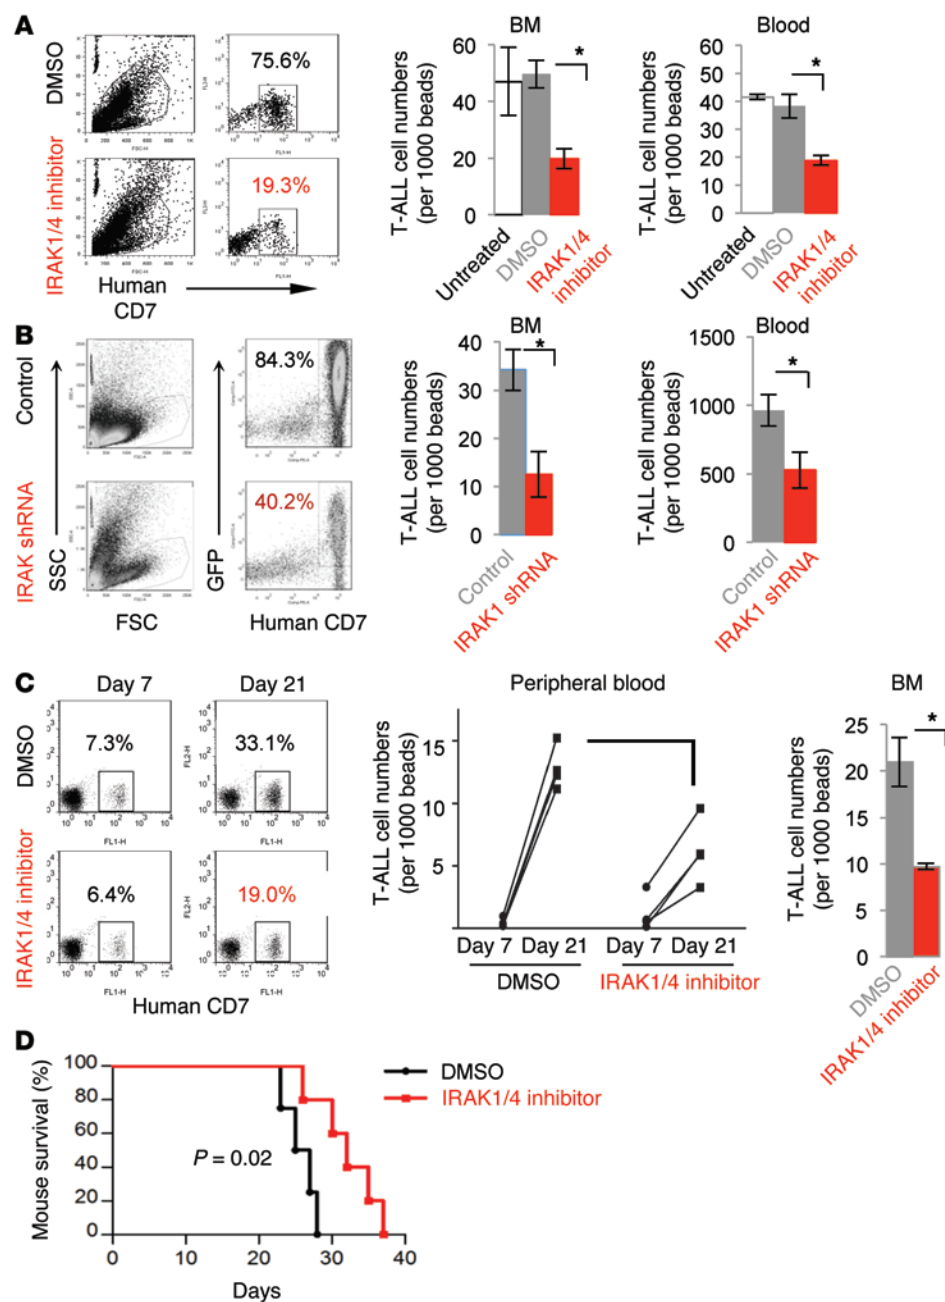 A
DMSO
IRAK1/4 inhibitor
75.6%
19.3%
FSC-H
FL1-H
Human
CD7
BM
T-ALL cell numbers
(per 1000 beads)
60
40
20
0
*
Untreated
DMSO
IRAK1/4
inhibitor
Blood
T-ALL cell numbers
(per 1000 beads)
60
50
40
30
20
10
0
*
Untreated
DMSO
IRAK1/4
inhibitor
B
Control
IRAK shRNA
SSC
FSC
GFP
84.3%
40.2%
Human CD7
BM
T-ALL cell numbers
(per 1000 beads)
40
30
20
10
0
*
Control
IRAK1 shRNA
Blood
T-ALL cell numbers
(per 1000 beads)
1500
1000
500
0
*
Control
IRAK1 shRNA
C
Day 7
Day 21
DMSO
IRAK1/4 inhibitor
7.3%
33.1%
6.4%
19.0%
FL2-H
FL1-H
Human CD7
Peripheral blood
T-ALL cell numbers
(per 1000 beads)
15
10
5
Day 7 Day 21
Day 7 Day 21
DMSO
IRAK1/4 inhibitor
BM
T-ALL cell numbers
(per 1000 beads)
25
20
15
10
5
0
*
DMSO
IRAK1/4 inhibitor
D
Mouse survival (%)
100
80
60
40
20
0
P = 0.02
0
20
30
40
Days
DMSO
IRAK1/4 inhibitor